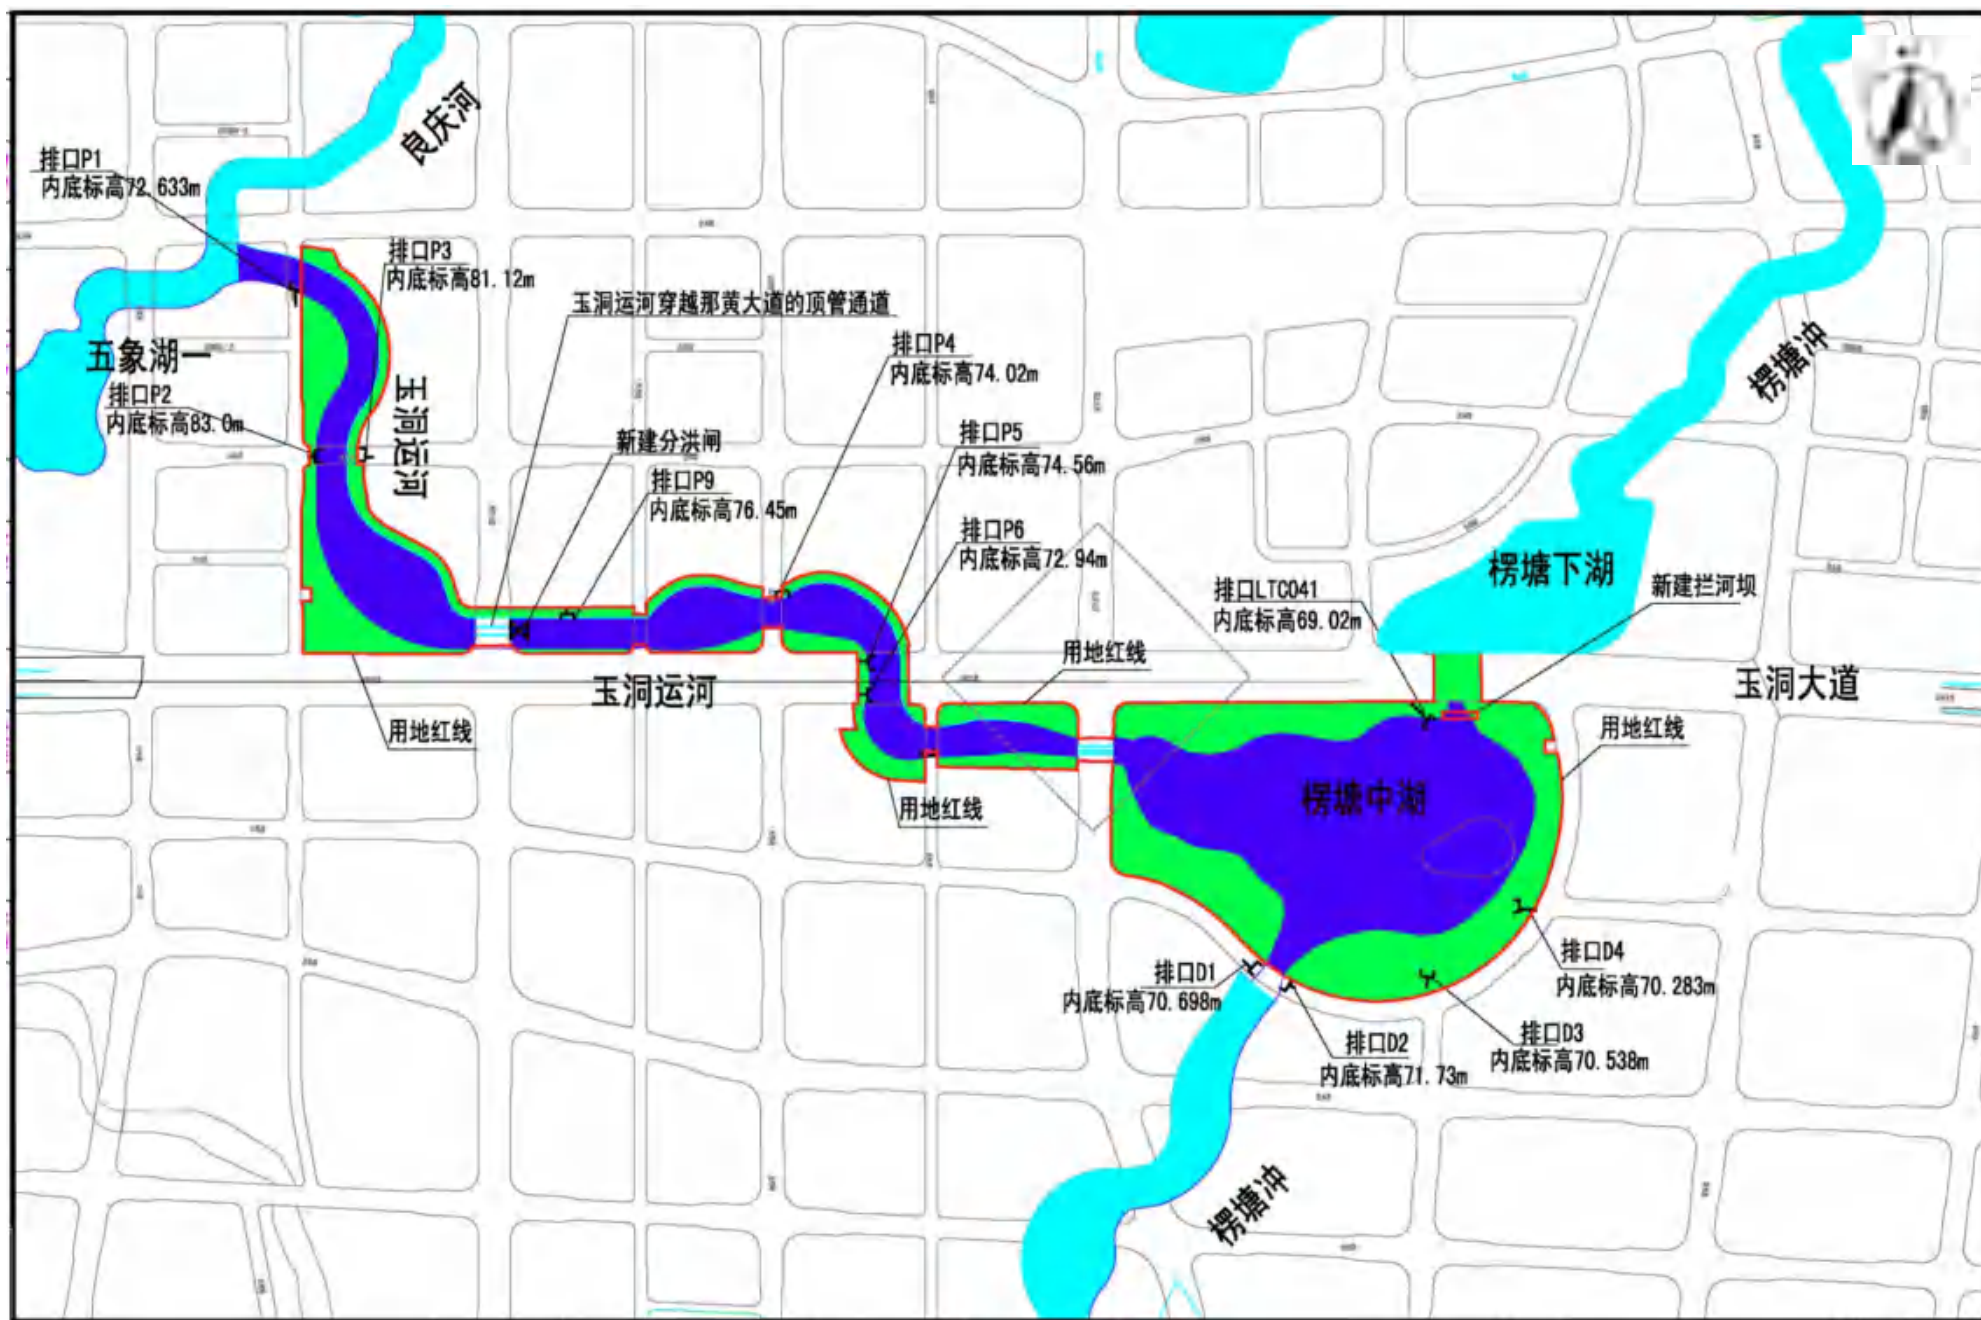 良庆河
排口P1
内底标高72.633m
排口P3
内底标高81.12m
玉洞运河穿越那黄大道的顶管通道
五象湖一
排口P2
内底标高83.0m
玉洞运河
新建分洪闸
排口P9
内底标高76.45m
排口P4
内底标高74.02m
排口P5
内底标高74.56m
排口P6
内底标高72.94m
楞塘冲
楞塘下湖
新建拦河坝
排口LTC041
内底标高69.02m
用地红线
玉洞运河
玉洞大道
用地红线
用地红线
用地红线
楞塘中湖
排口D4
内底标高70.283m
排口D1
内底标高70.698m
排口D3
内底标高70.538m
排口D2
内底标高71.73m
楞塘冲